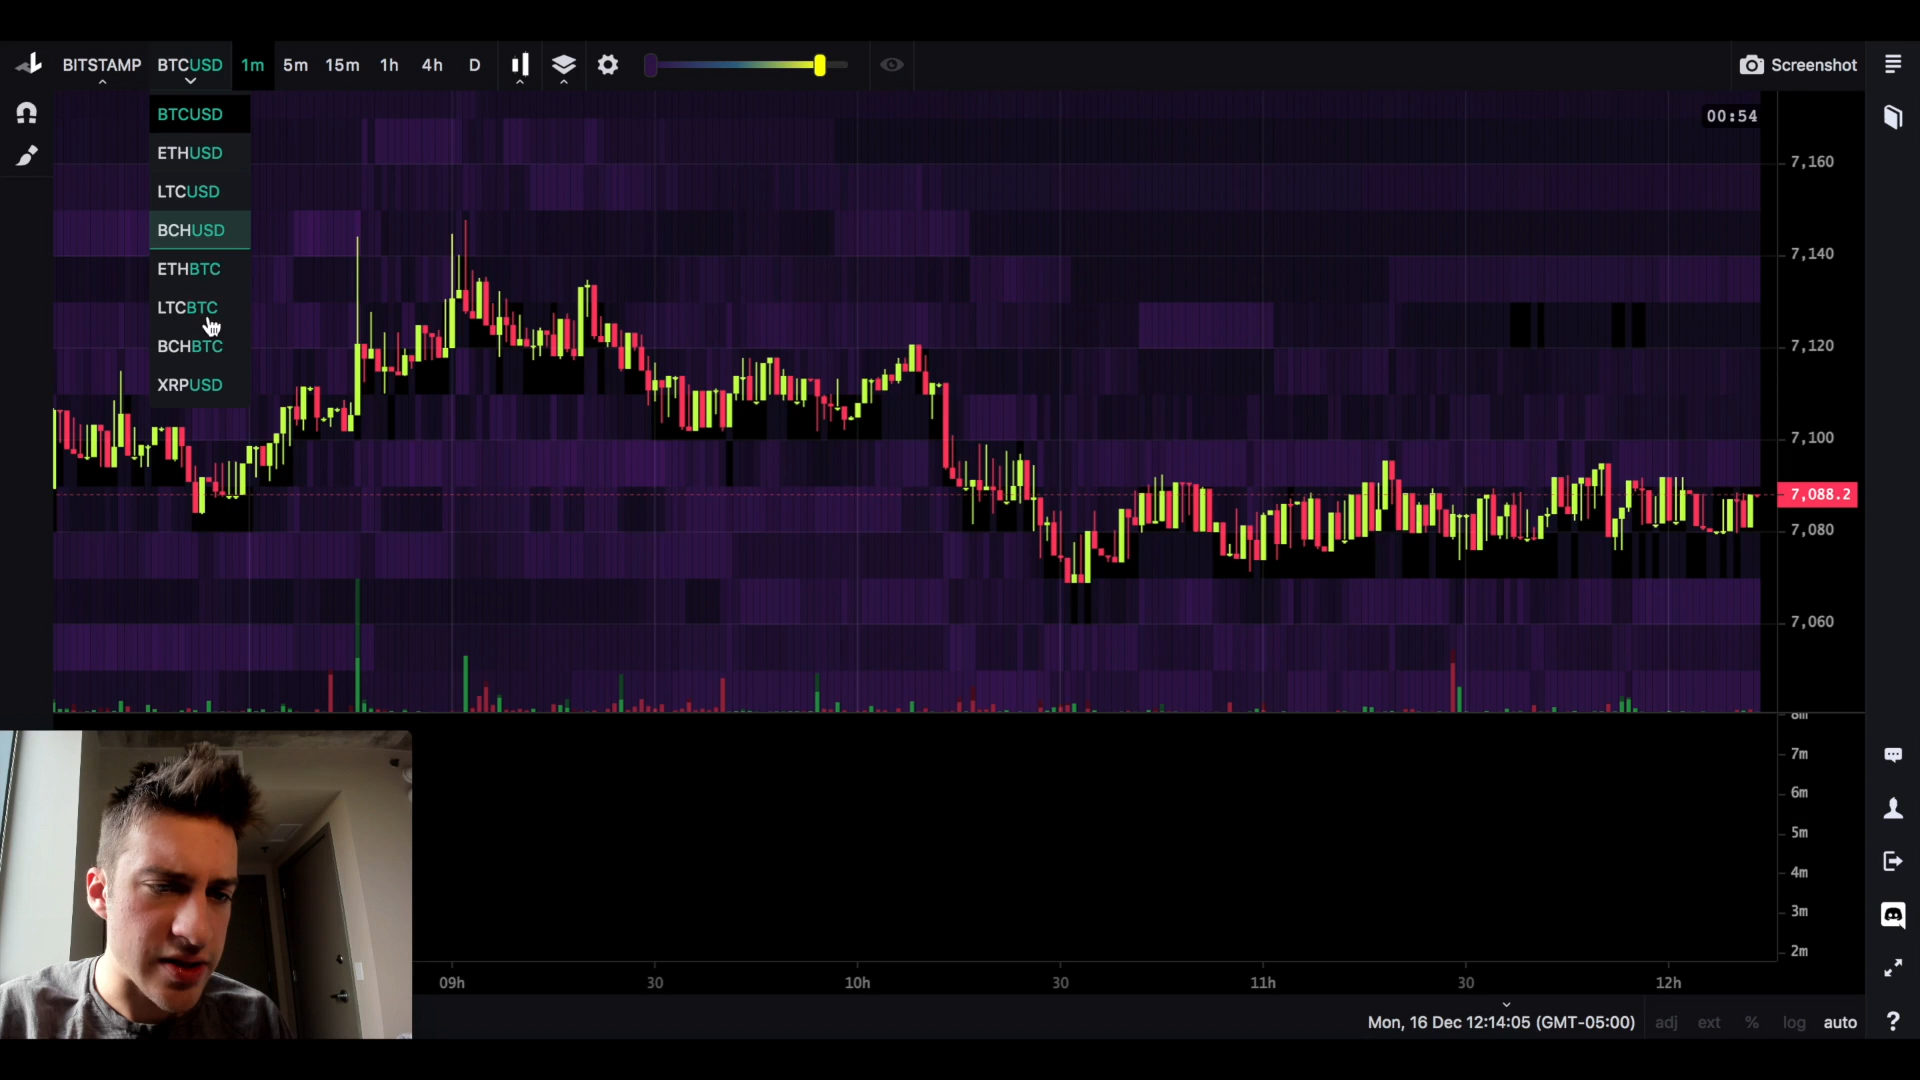 BITSTAMP BTCUSD 1m 5m 15m 1h 4h D Screenshot
BTCUSD
ETHUSD
LTCUSD
BCHUSD
ETHBTC
LTCBTC
BCHBTC
XRPUSD
00:54
7,160
7,140
7,120
7,100
7,088.2
7,080
7,060
8m
7m
6m
5m
4m
3m
2m
09h 30 10h 30 11h 30 12h
Mon, 16 Dec 12:14:05 (GMT-05:00) adj ext % log auto ?